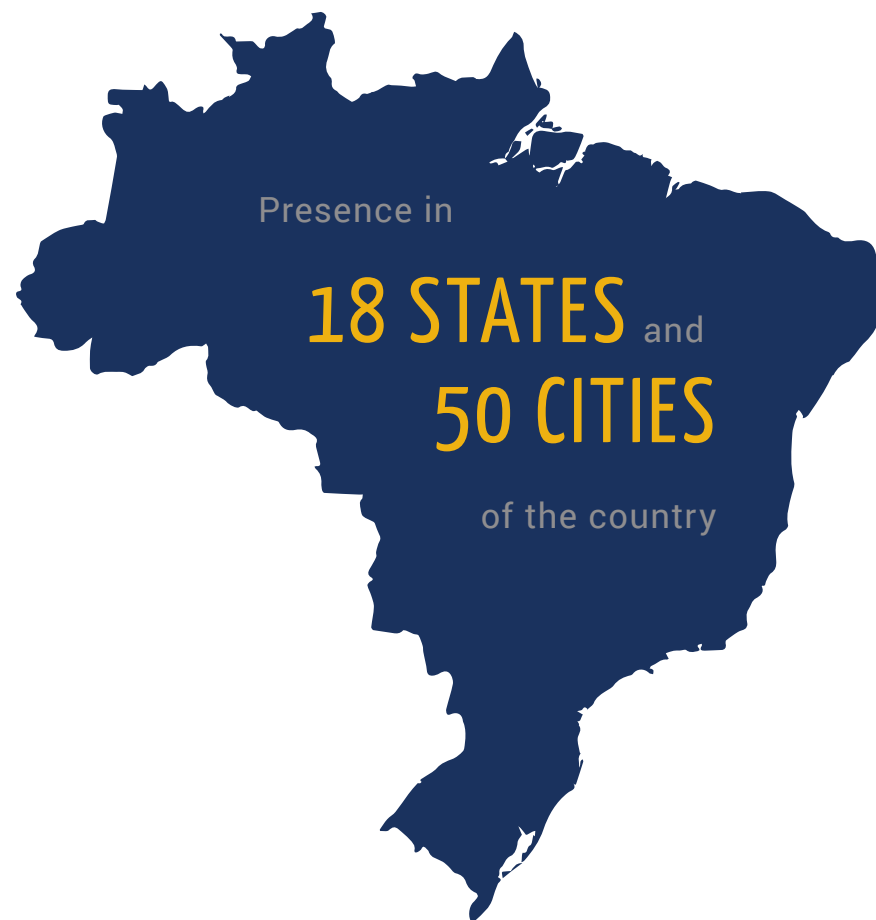 Presence in
18 STATES and
50 CITIES
of the country